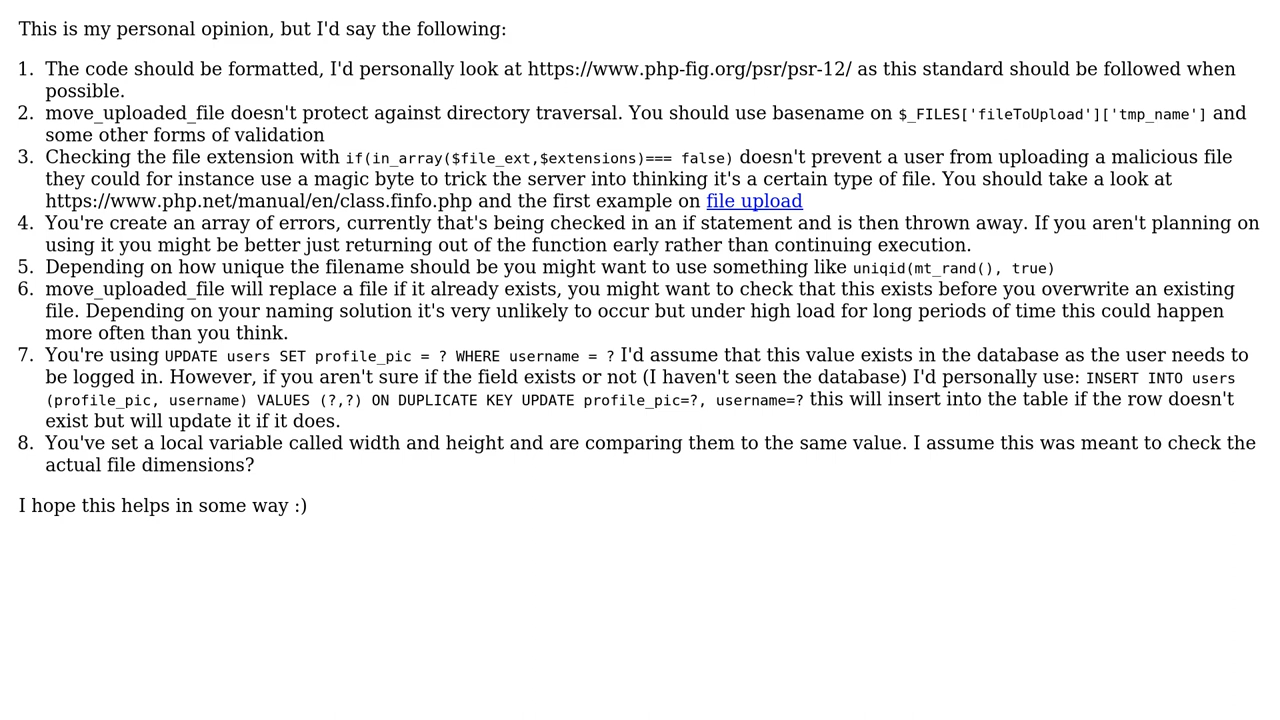 This is my personal opinion, but I'd say the following:
1. The code should be formatted, I'd personally look at https://www.php-fig.org/psr/psr-12/ as this standard should be followed when
possible.
2. move_uploaded_file doesn't protect against directory traversal. You should use basename on $_FILES['fileToUpload']['tmp_name'] and
some other forms of validation
3. Checking the file extension with if(in_array($file_ext,$extensions)=== false) doesn't prevent a user from uploading a malicious file
they could for instance use a magic byte to trick the server into thinking it's a certain type of file. You should take a look at
https://www.php.net/manual/en/class.finfo.php and the first example on file upload
4. You're create an array of errors, currently that's being checked in an if statement and is then thrown away. If you aren't planning on
using it you might be better just returning out of the function early rather than continuing execution.
5. Depending on how unique the filename should be you might want to use something like uniqid(mt_rand(), true)
6. move_uploaded_file will replace a file if it already exists, you might want to check that this exists before you overwrite an existing
file. Depending on your naming solution it's very unlikely to occur but under high load for long periods of time this could happen
more often than you think.
7. You're using UPDATE users SET profile_pic = ? WHERE username = ? I'd assume that this value exists in the database as the user needs to
be logged in. However, if you aren't sure if the field exists or not (I haven't seen the database) I'd personally use: INSERT INTO users
(profile_pic, username) VALUES (?,?) ON DUPLICATE KEY UPDATE profile_pic=?, username=? this will insert into the table if the row doesn't
exist but will update it if it does.
8. You've set a local variable called width and height and are comparing them to the same value. I assume this was meant to check the
actual file dimensions?
I hope this helps in some way :)